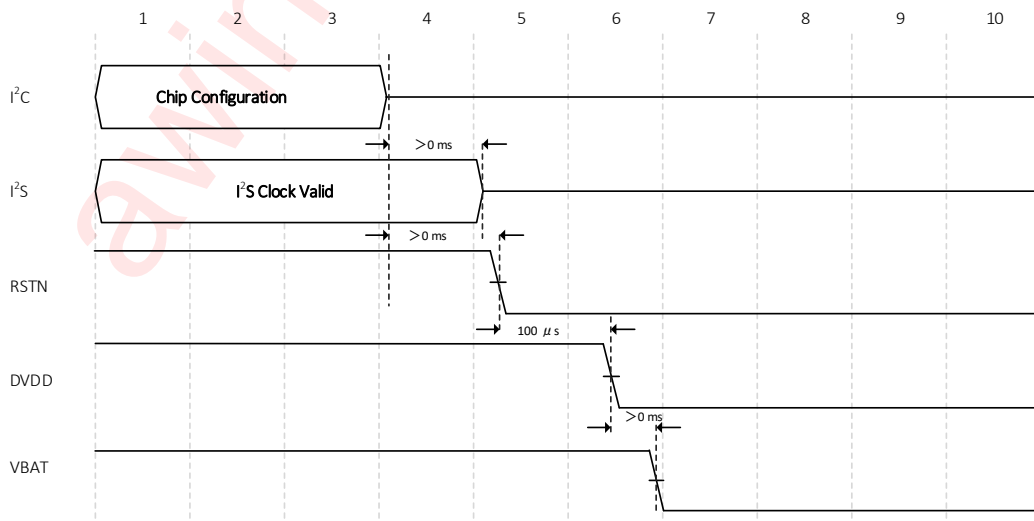 1 2 3 4 5 6 7 8 9 10
I²C
Chip Configuration
>0 ms
I²S
I²S Clock Valid
>0 ms
RSTN
100 μs
DVDD
>0 ms
VBAT
awin